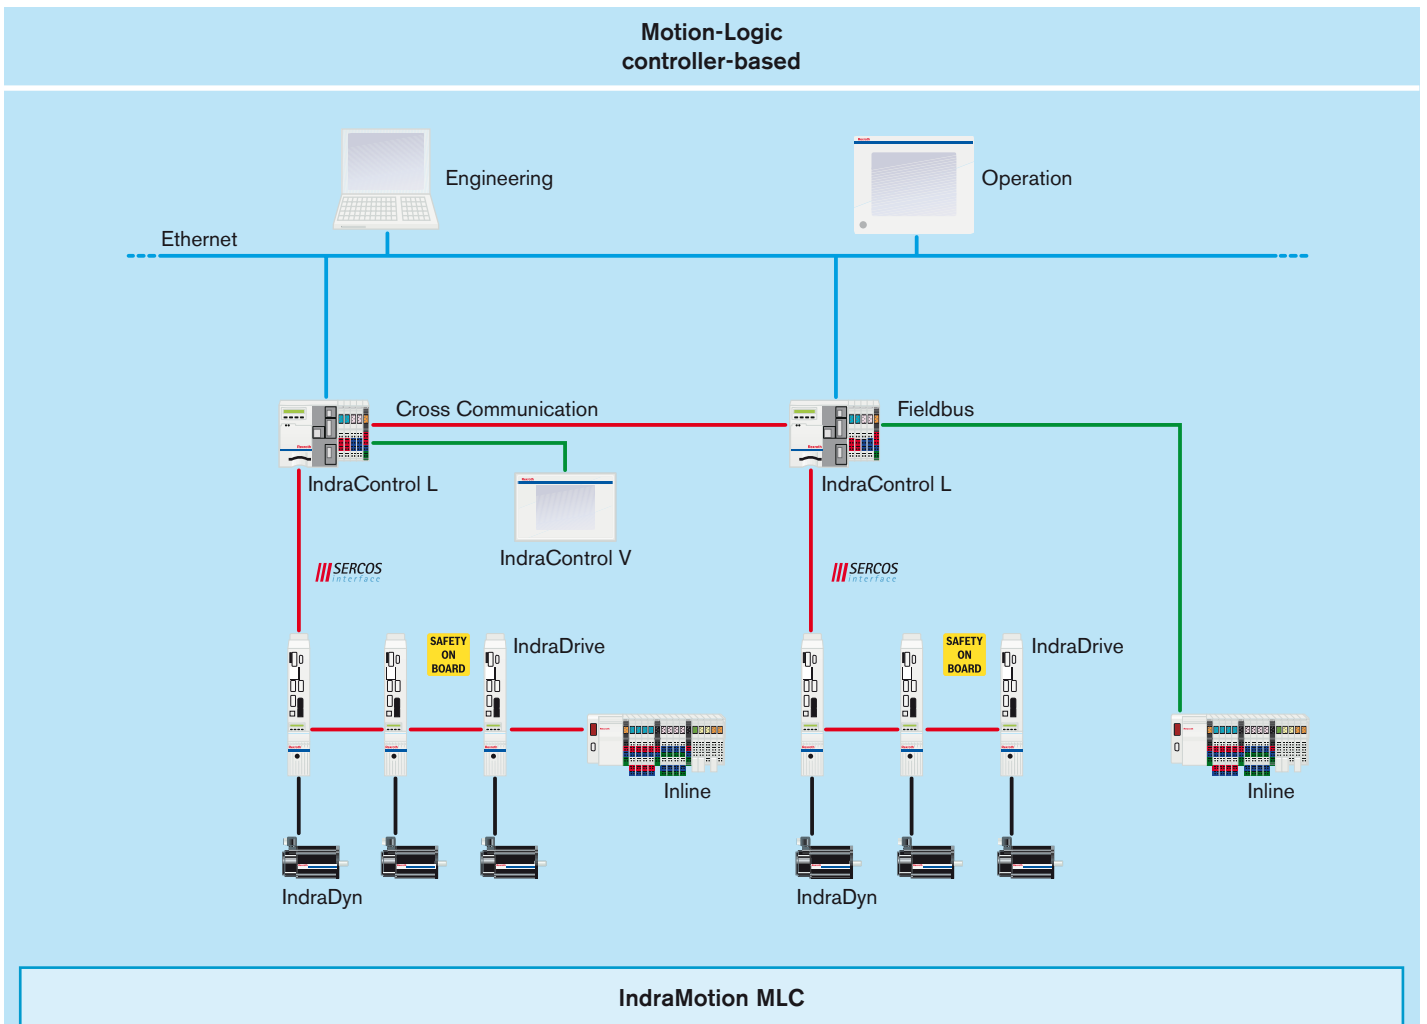 Motion-Logic
controller-based
Engineering
Operation
Ethernet
Cross Communication
Fieldbus
IndraControl L
IndraControl L
IndraControl V
SERCOS
interface
SERCOS
interface
SAFETY
ON
BOARD
IndraDrive
SAFETY
ON
BOARD
IndraDrive
Inline
Inline
IndraDyn
IndraDyn
IndraMotion MLC